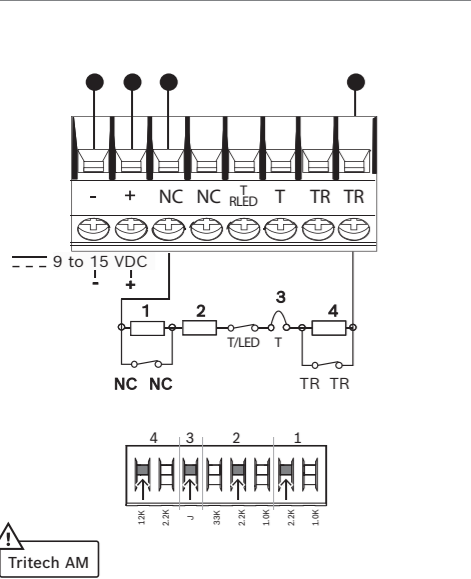 - + NC NC T RLED T TR TR
9 to 15 VDC
- +
1 2 3 4
T/LED T
NC NC TR TR
4 3 2 1
12K 2.2K J 33K 2.2K 1.0K 2.2K 1.0K
!
Tritech AM